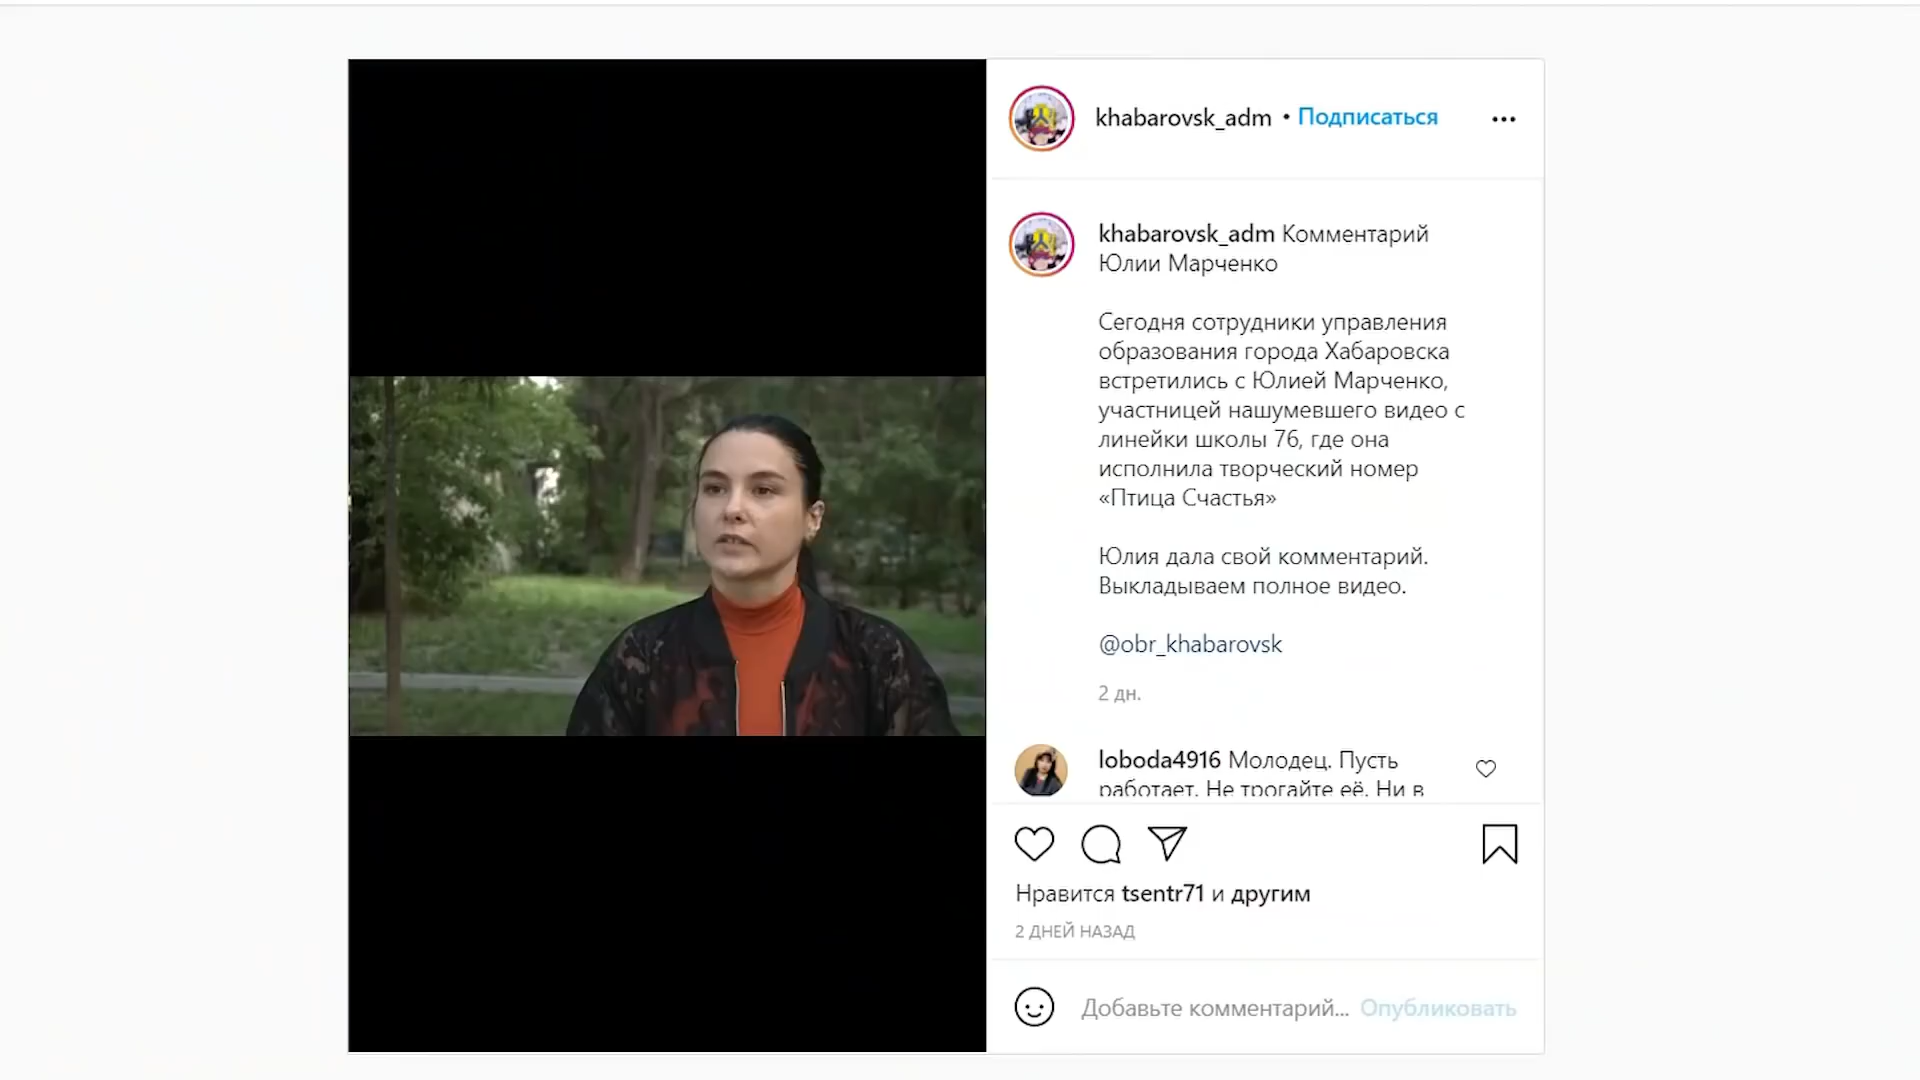 khabarovsk_adm • Подписаться
khabarovsk_adm Комментарий
Юлии Марченко
Сегодня сотрудники управления
образования города Хабаровска
встретились с Юлией Марченко,
участницей нашумевшего видео с
линейки школы 76, где она
исполнила творческий номер
«Птица Счастья»
Юлия дала свой комментарий.
Выкладываем полное видео.
@obr_khabarovsk
2 дн.
loboda4916 Молодец. Пусть
работает. Не трогайте её. Ни в
Нравится tsentr71 и другим
2 ДНЕЙ НАЗАД
Добавьте комментарий... Опубликовать